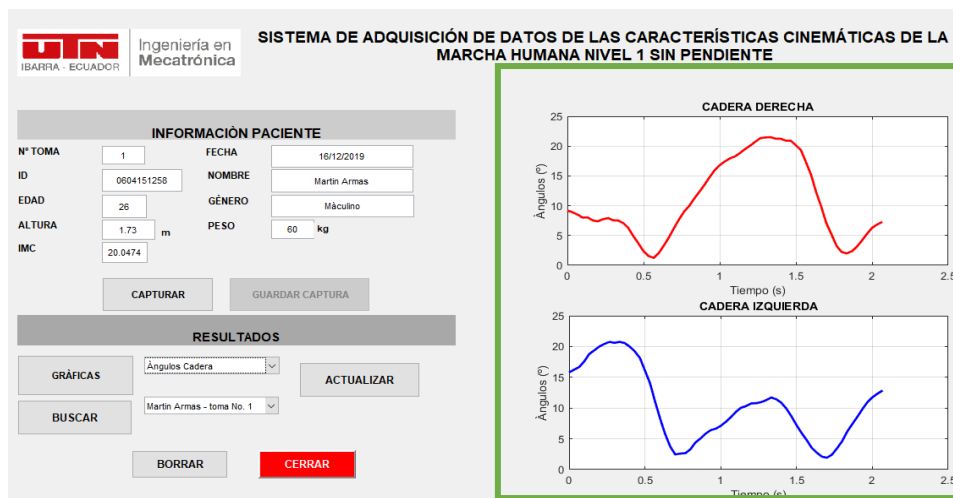 UTN
IBARRA - ECUADOR
Ingeniería en
Mecatrónica
SISTEMA DE ADQUISICIÓN DE DATOS DE LAS CARACTERÍSTICAS CINEMÁTICAS DE LA
MARCHA HUMANA NIVEL 1 SIN PENDIENTE
INFORMACIÒN PACIENTE
N° TOMA 1 FECHA 16/12/2019
ID 0604151258 NOMBRE Martin Armas
EDAD 26 GÉNERO Màculino
ALTURA 1.73 m PESO 60 kg
IMC 20.0474
CAPTURAR GUARDAR CAPTURA
RESULTADOS
GRÁFICAS Àngulos Cadera ACTUALIZAR
BUSCAR Martin Armas - toma No. 1
BORRAR CERRAR
CADERA DERECHA
25
20
15
10
5
0
Àngulos (º)
0 0.5 1 1.5 2 2.5
Tiempo (s)
CADERA IZQUIERDA
25
20
15
10
5
0
Àngulos (º)
0 0.5 1 1.5 2 2.5
Tiempo (s)